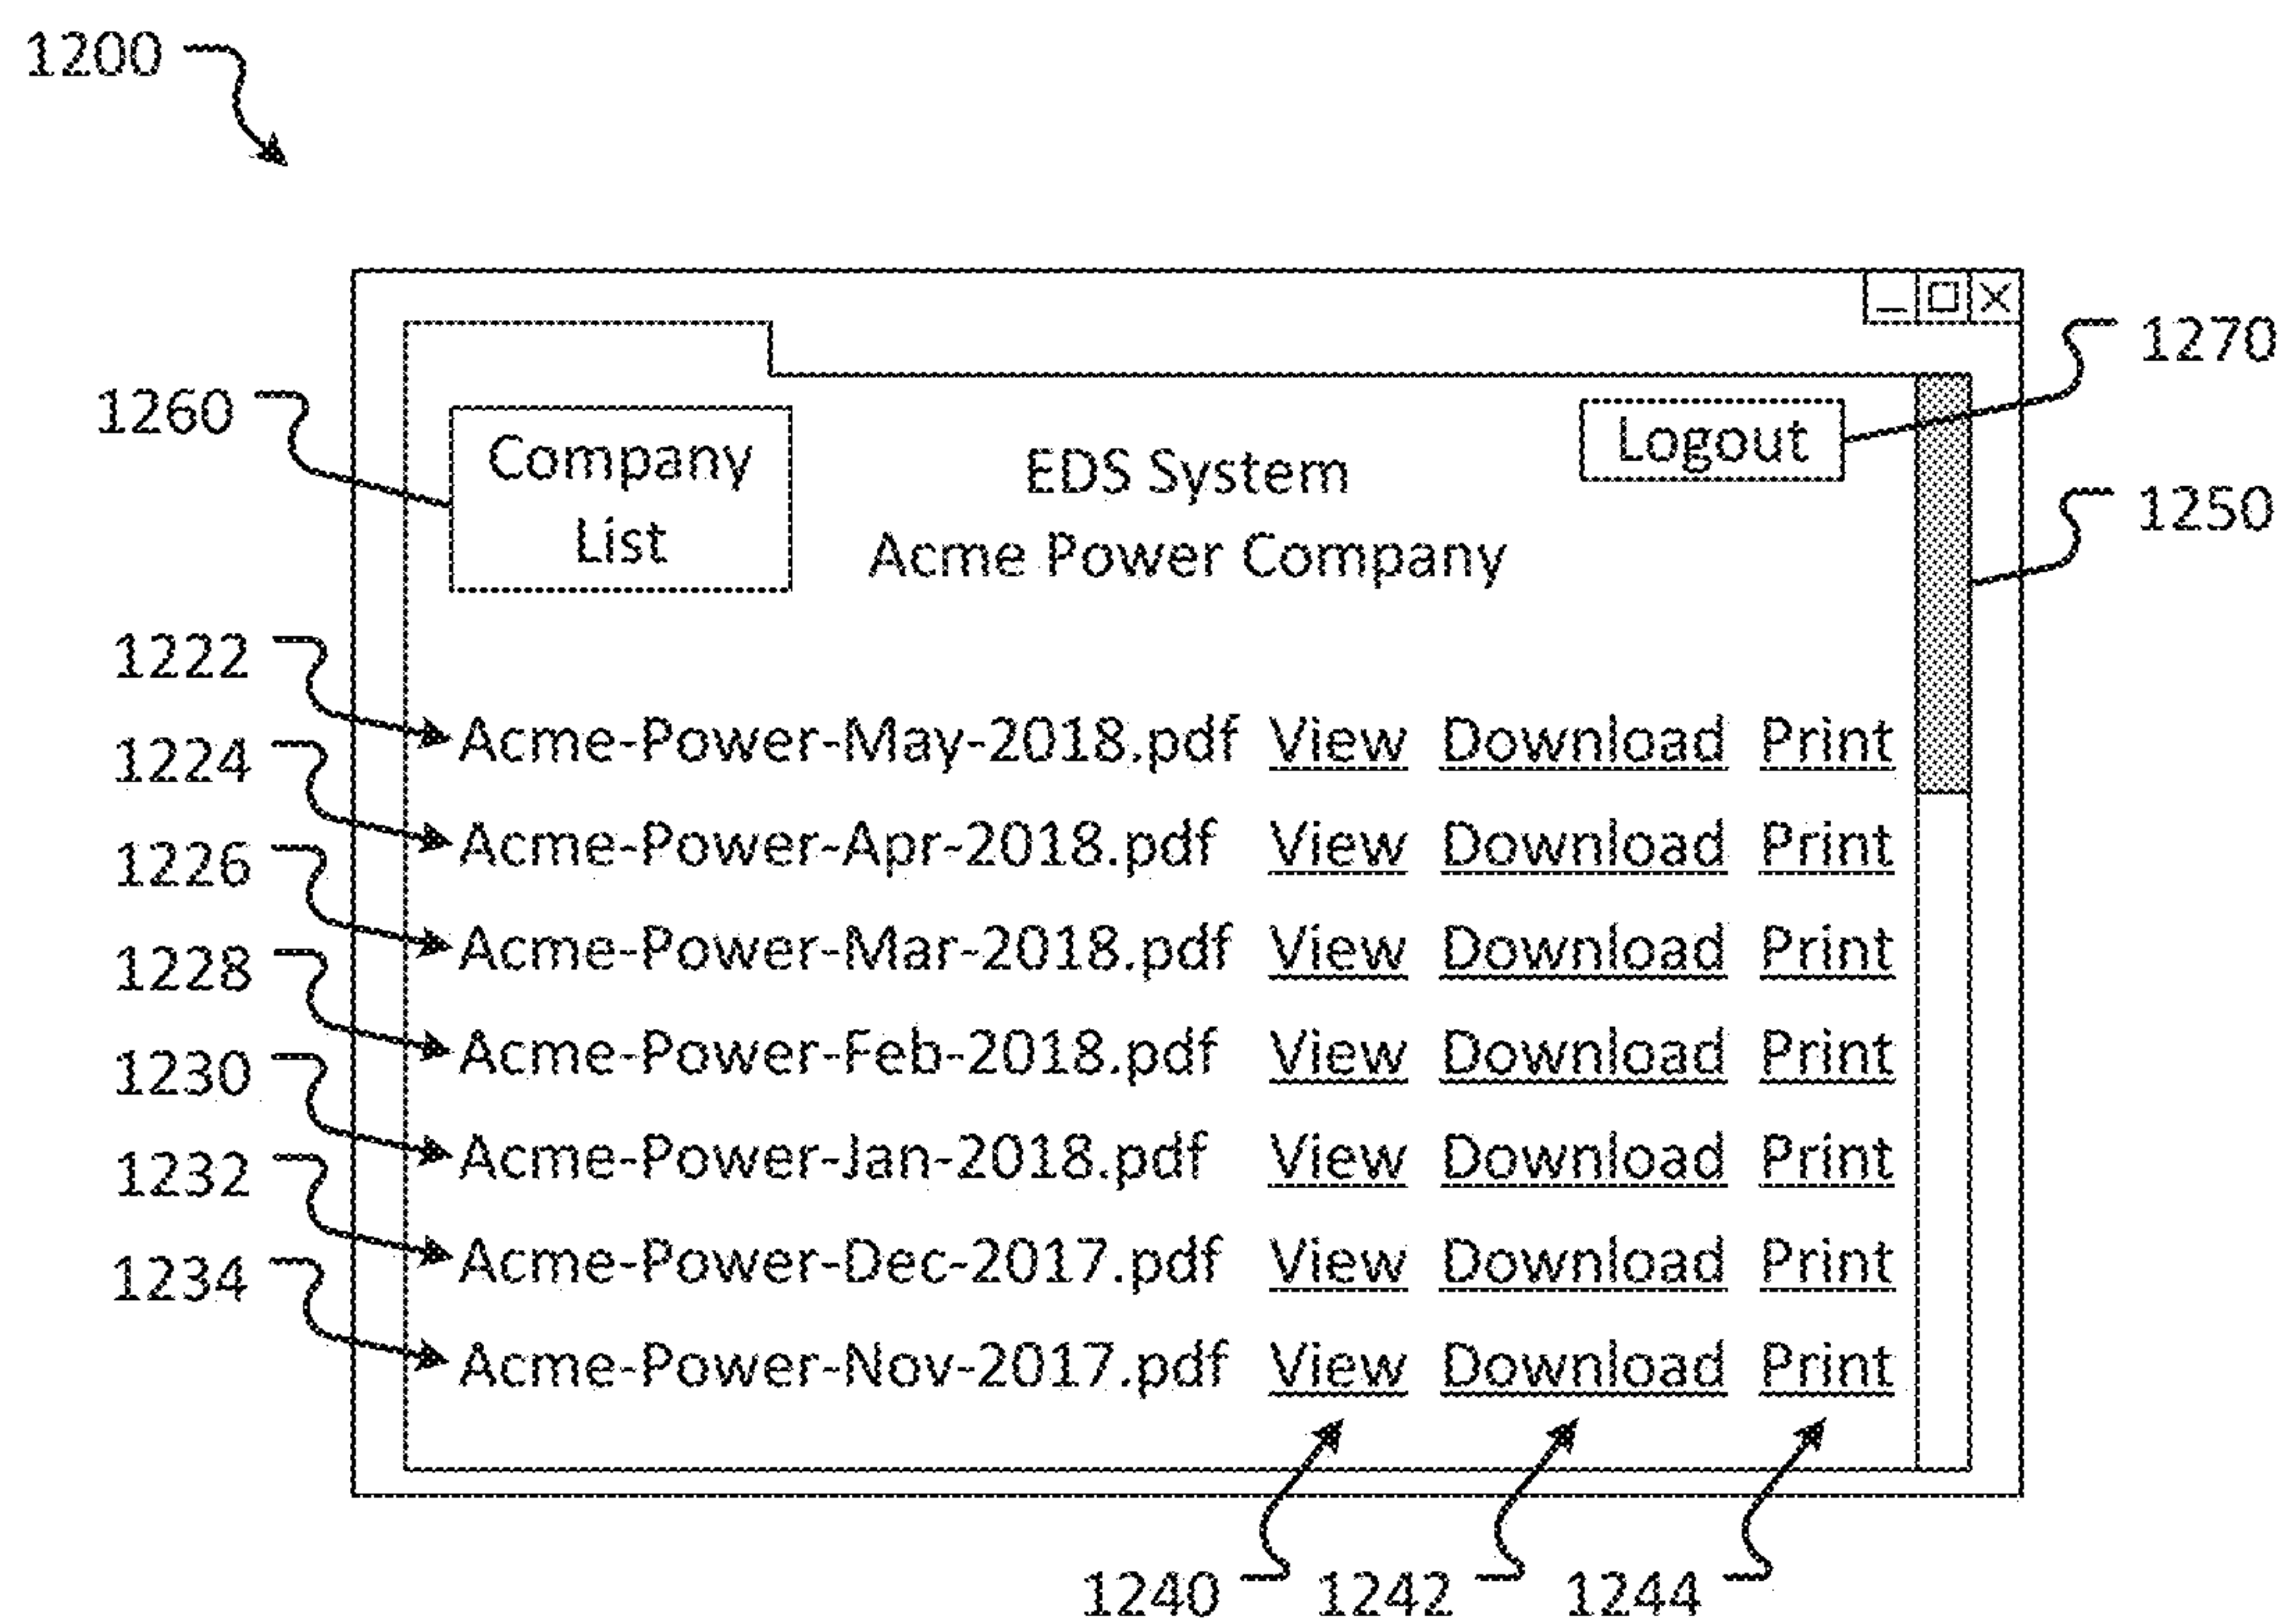 1200
1270
1260
Company
List
Logout
EDS System
Acme Power Company
1250
1222
Acme-Power-May-2018.pdf View Download Print
1224
Acme-Power-Apr-2018.pdf View Download Print
1226
Acme-Power-Mar-2018.pdf View Download Print
1228
Acme-Power-Feb-2018.pdf View Download Print
1230
Acme-Power-Jan-2018.pdf View Download Print
1232
Acme-Power-Dec-2017.pdf View Download Print
1234
Acme-Power-Nov-2017.pdf View Download Print
1240 1242 1244